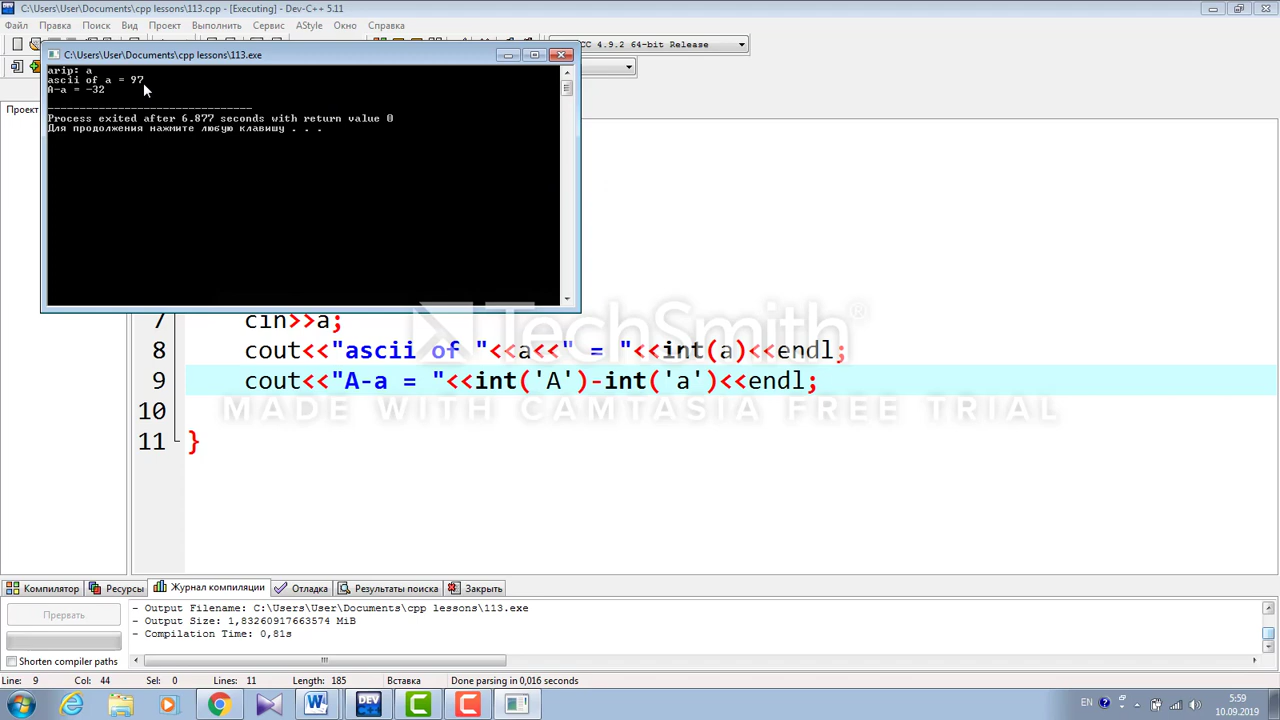 C:\Users\User\Documents\cpp lessons\113.cpp - [Executing] - Dev-C++ 5.11
Файл Правка Поиск Вид Проект Выполнить Сервис AStyle Окно Справка
CC 4.9.2 64-bit Release
C:\Users\User\Documents\cpp lessons\113.exe
Проект
arip: a
ascii of a = 97
A-a = -32
--------------------------------
Process exited after 6.877 seconds with return value 0
Для продолжения нажмите любую клавишу . . .
7 cin>>a;
8 cout<<"ascii of "<<a<<" = "<<int(a)<<endl;
9 cout<<"A-a = "<<int('A')-int('a')<<endl;
10
11 }
TechSmith®
MADE WITH CAMTASIA FREE TRIAL
Компилятор Ресурсы Журнал компиляции Отладка Результаты поиска Закрыть
Прервать
Shorten compiler paths
- Output Filename: C:\Users\User\Documents\cpp lessons\113.exe
- Output Size: 1,83260917663574 MiB
- Compilation Time: 0,81s
Line: 9 Col: 44 Sel: 0 Lines: 11 Length: 185 Вставка Done parsing in 0,016 seconds
DEV
EN
5:59
10.09.2019